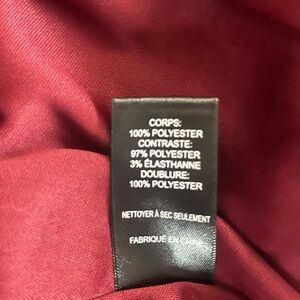 CORPS:
100% POLYESTER
CONTRASTE:
97% POLYESTER
3% ÉLASTHANNE
DOUBLURE:
100% POLYESTER
NETTOYER À SEC SEULEMENT
FABRIQUÉ EN CHINE